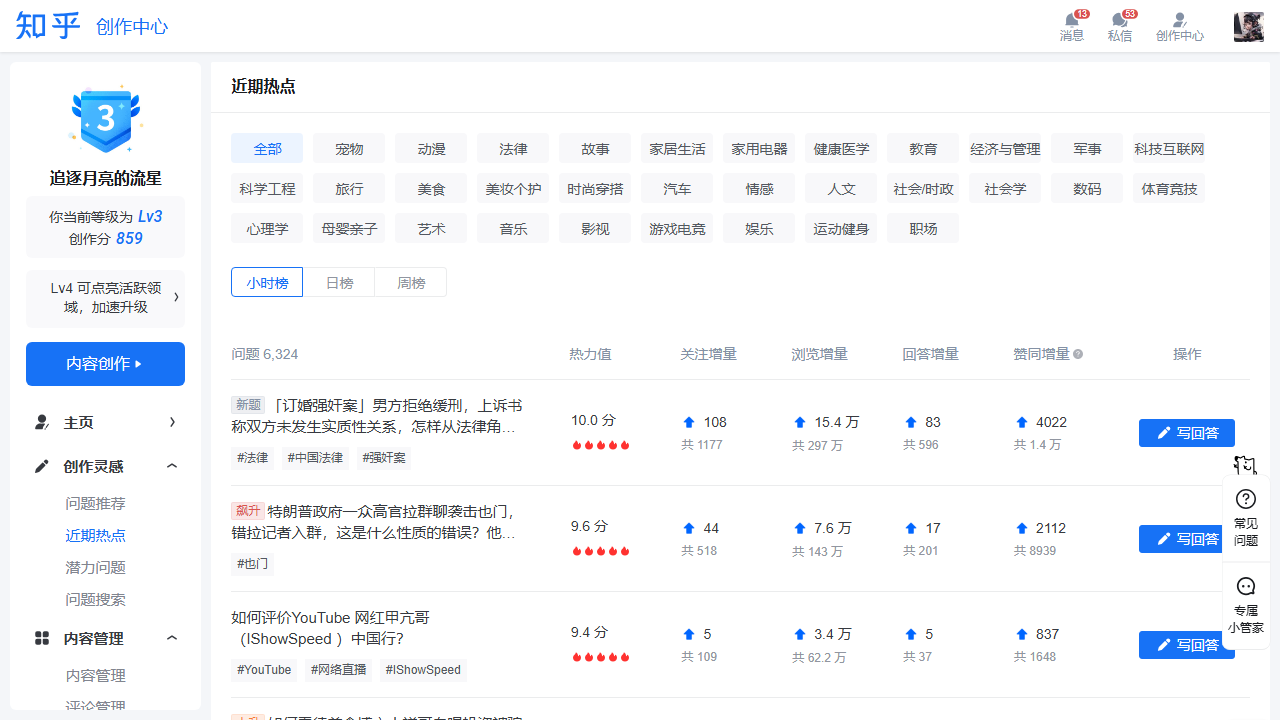 知乎 创作中心
13 53
消息 私信 创作中心
3
追逐月亮的流星
你当前等级为 Lv3
创作分 859
Lv4 可点亮活跃领
域，加速升级
内容创作
主页
创作灵感
问题推荐
近期热点
潜力问题
问题搜索
内容管理
内容管理
评论管理
近期热点
全部 宠物 动漫 法律 故事 家居生活 家用电器 健康医学 教育 经济与管理 军事 科技互联网
科学工程 旅行 美食 美妆个护 时尚穿搭 汽车 情感 人文 社会/时政 社会学 数码 体育竞技
心理学 母婴亲子 艺术 音乐 影视 游戏电竞 娱乐 运动健身 职场
小时榜 日榜 周榜
问题 6,324 热力值 关注增量 浏览增量 回答增量 赞同增量 操作
新题 「订婚强奸案」男方拒绝缓刑，上诉书
称双方未发生实质性关系，怎样从法律角…
#法律 #中国法律 #强奸案
10.0 分 108 15.4 万 83 4022
共 1177 共 297 万 共 596 共 1.4 万
写回答
飙升 特朗普政府一众高官拉群聊袭击也门，
错拉记者入群，这是什么性质的错误？他…
#也门
9.6 分 44 7.6 万 17 2112
共 518 共 143 万 共 201 共 8939
写回答
如何评价YouTube 网红甲亢哥
（IShowSpeed ）中国行？
#YouTube #网络直播 #IShowSpeed
9.4 分 5 3.4 万 5 837
共 109 共 62.2 万 共 37 共 1648
写回答
常见
问题
专属
小管家